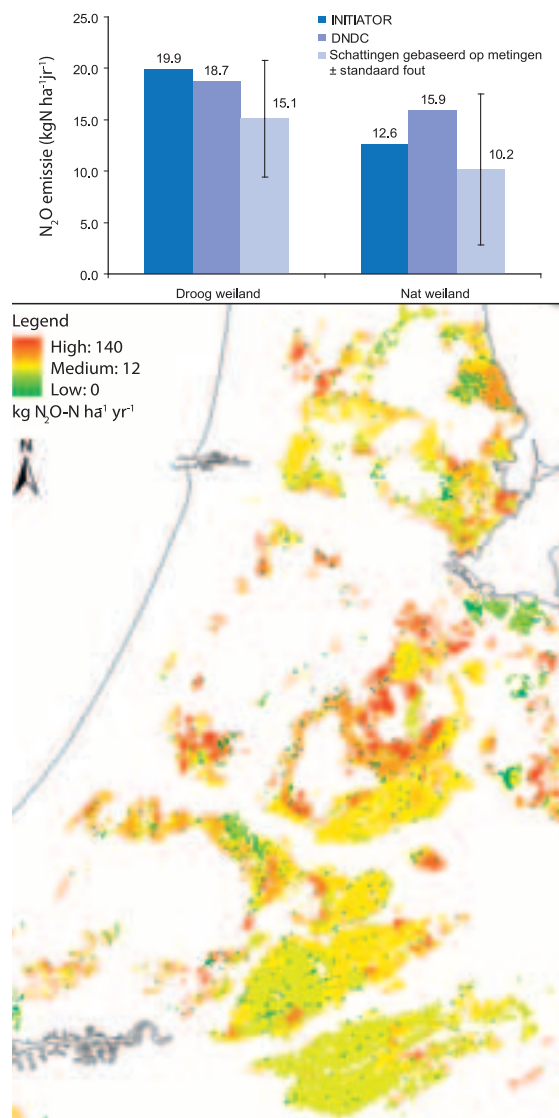 25.0
20.0
15.0
10.0
5.0
0.0
N₂O emissie (kgN ha⁻¹jr⁻¹)
INITIATOR
DNDC
Schattingen gebaseerd op metingen
± standaard fout
19.9
18.7
15.1
12.6
15.9
10.2
Droog weiland
Nat weiland
Legend
High: 140
Medium: 12
Low: 0
kg N₂O-N ha⁻¹ yr⁻¹
N